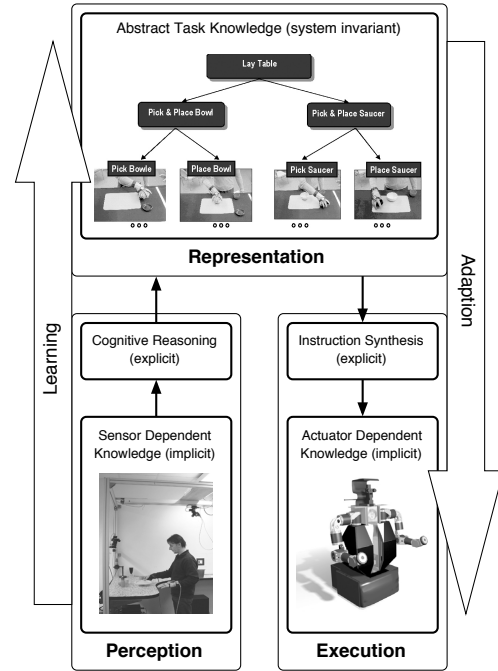 Abstract Task Knowledge (system invariant)
Lay Table
Pick & Place Bowl
Pick & Place Saucer
Pick Bowle
Place Bowl
Pick Saucer
Place Saucer
Representation
Learning
Adaption
Cognitive Reasoning
(explicit)
Instruction Synthesis
(explicit)
Sensor Dependent
Knowledge (implicit)
Actuator Dependent
Knowledge (implicit)
Perception
Execution